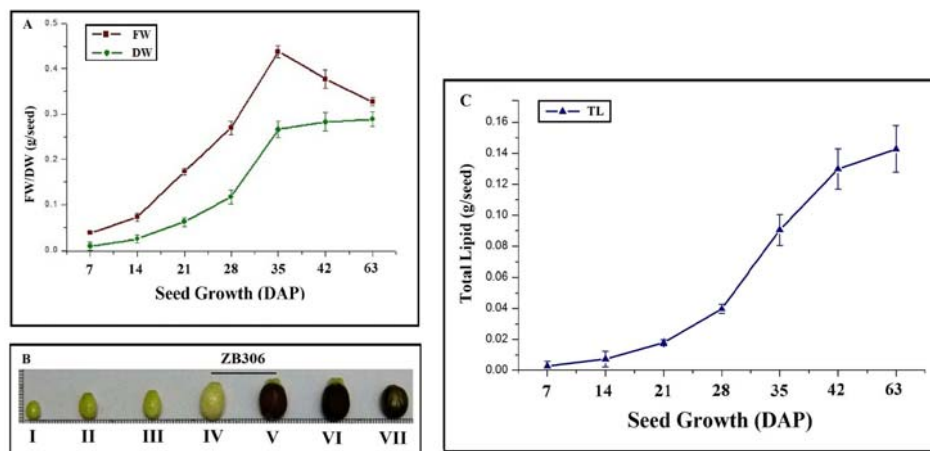 A
FW
DW
0.5
0.4
0.3
0.2
0.1
0.0
FW/DW (g/seed)
7 14 21 28 35 42 63
Seed Growth (DAP)
B
ZB306
I II III IV V VI VII
C
TL
0.16
0.14
0.12
0.10
0.08
0.06
0.04
0.02
0.00
Total Lipid (g/seed)
7 14 21 28 35 42 63
Seed Growth (DAP)